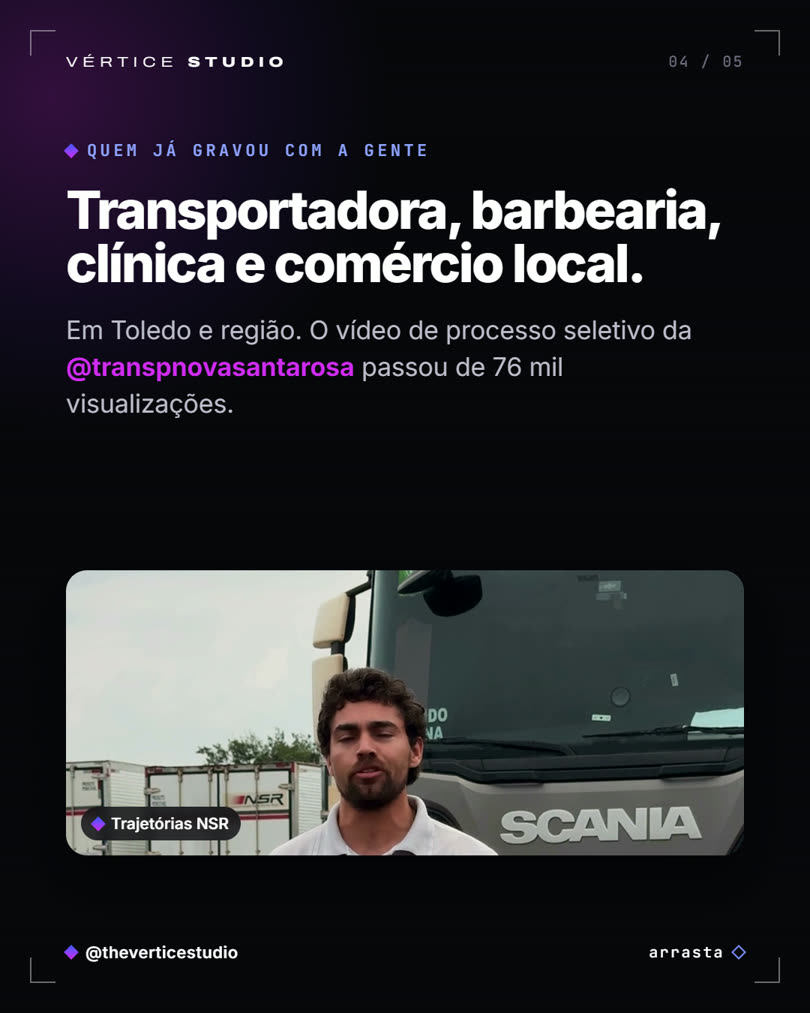 VÉRTICE STUDIO
04 / 05
QUEM JÁ GRAVOU COM A GENTE
Transportadora, barbearia,
clínica e comércio local.
Em Toledo e região. O vídeo de processo seletivo da
@transpnovasantarosa passou de 76 mil
visualizações.
NSR
SCANIA
Trajetórias NSR
@theverticestudio
arrasta